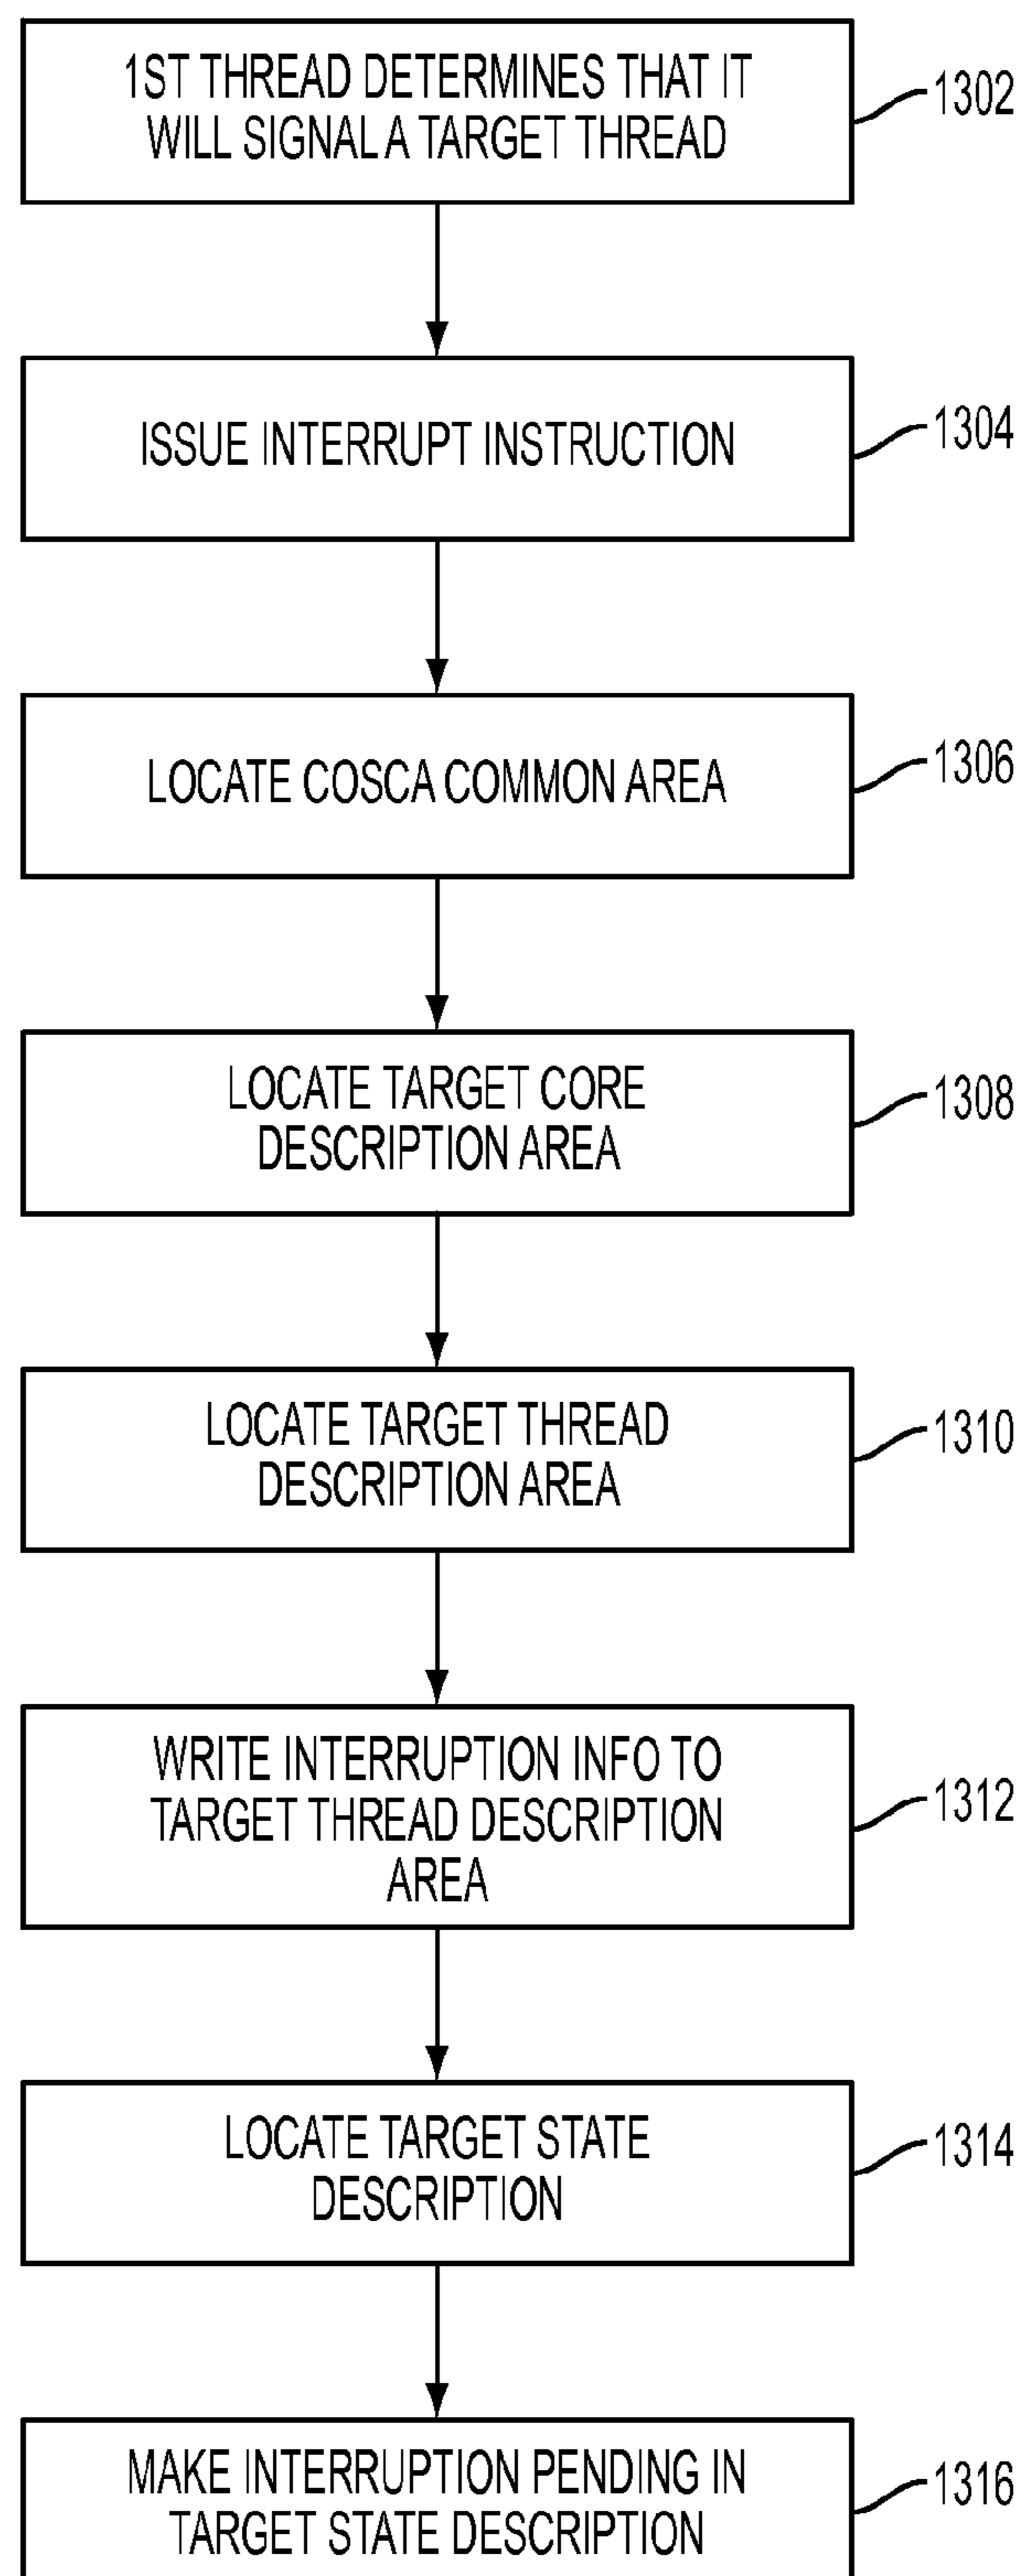 1ST THREAD DETERMINES THAT IT
WILL SIGNAL A TARGET THREAD
1302
ISSUE INTERRUPT INSTRUCTION
1304
LOCATE COSCA COMMON AREA
1306
LOCATE TARGET CORE
DESCRIPTION AREA
1308
LOCATE TARGET THREAD
DESCRIPTION AREA
1310
WRITE INTERRUPTION INFO TO
TARGET THREAD DESCRIPTION
AREA
1312
LOCATE TARGET STATE
DESCRIPTION
1314
MAKE INTERRUPTION PENDING IN
TARGET STATE DESCRIPTION
1316